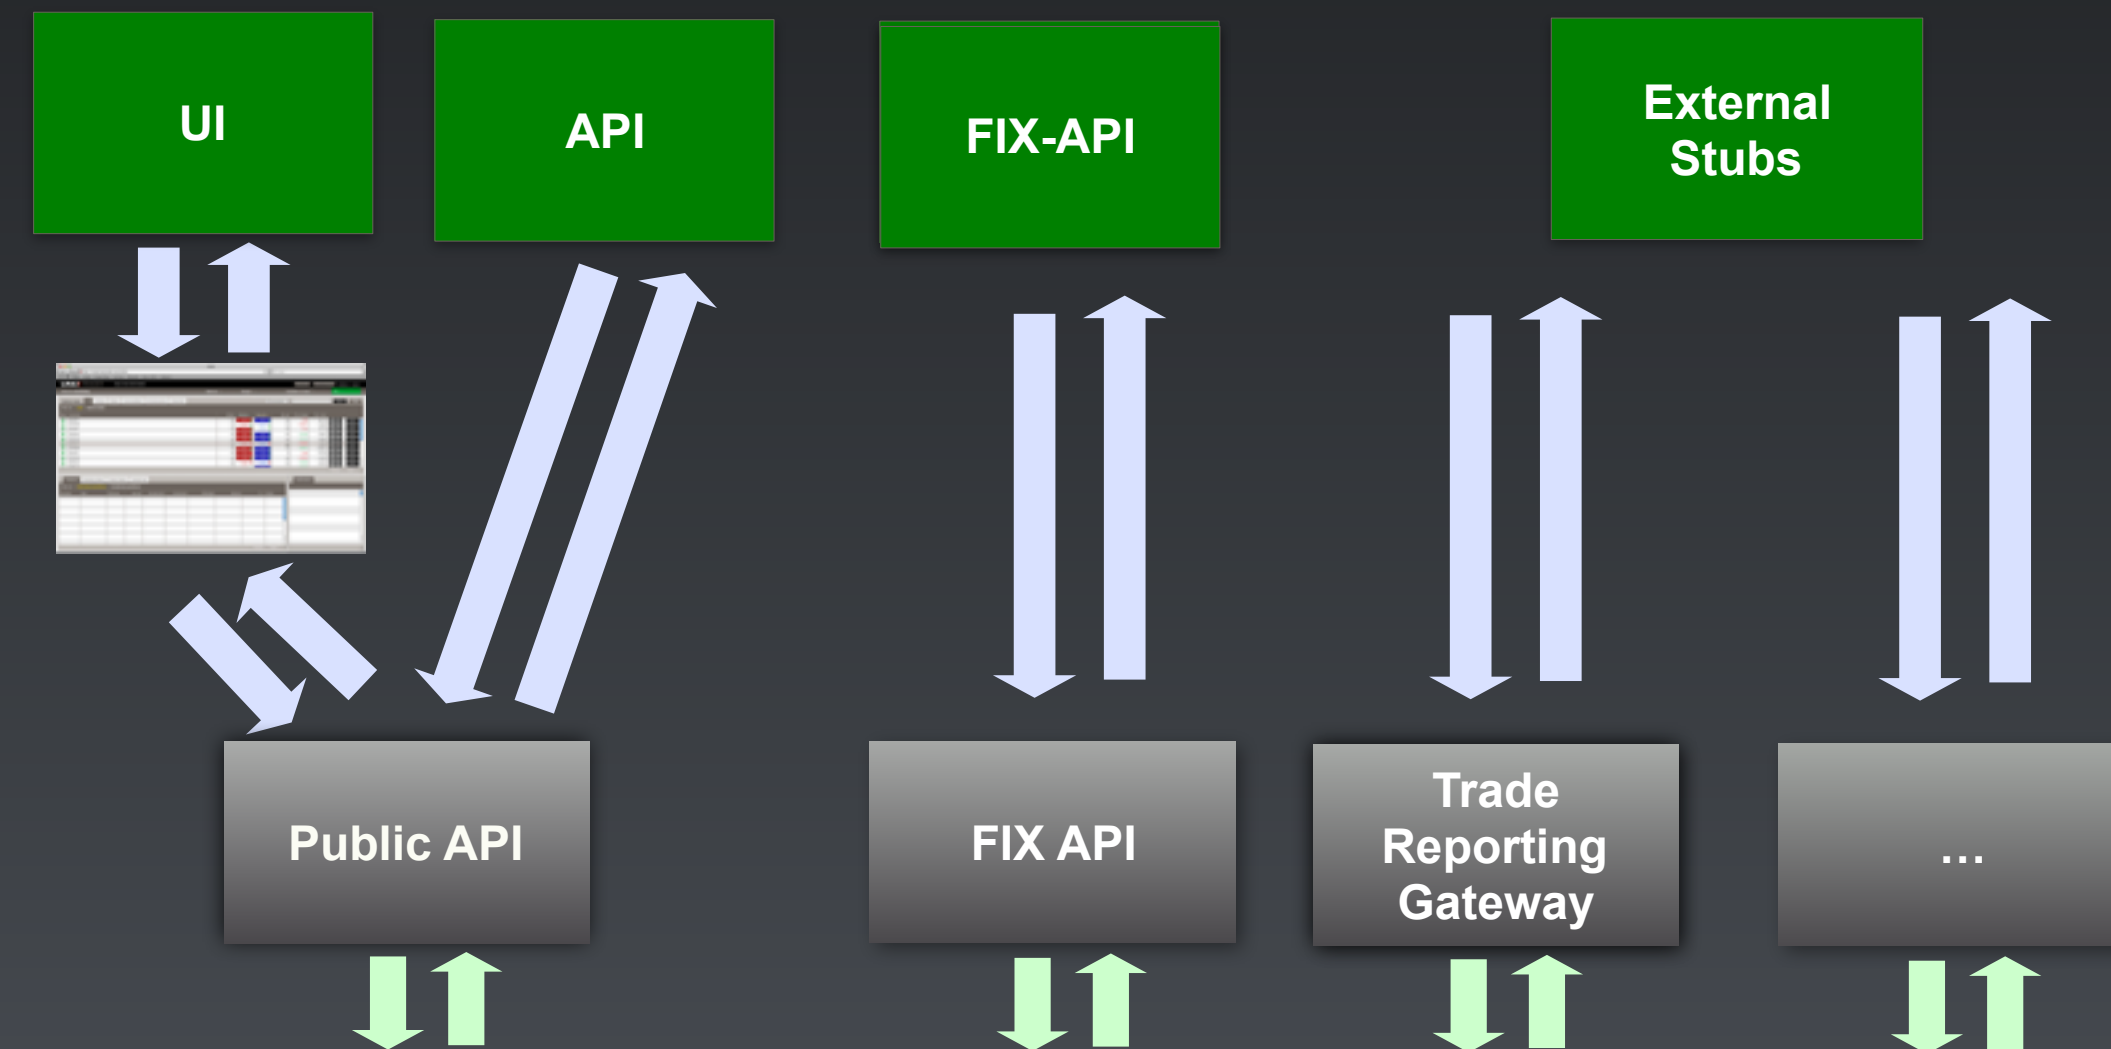 UI
API
FIX-API
External
Stubs
Public API
FIX API
Trade
Reporting
Gateway
...